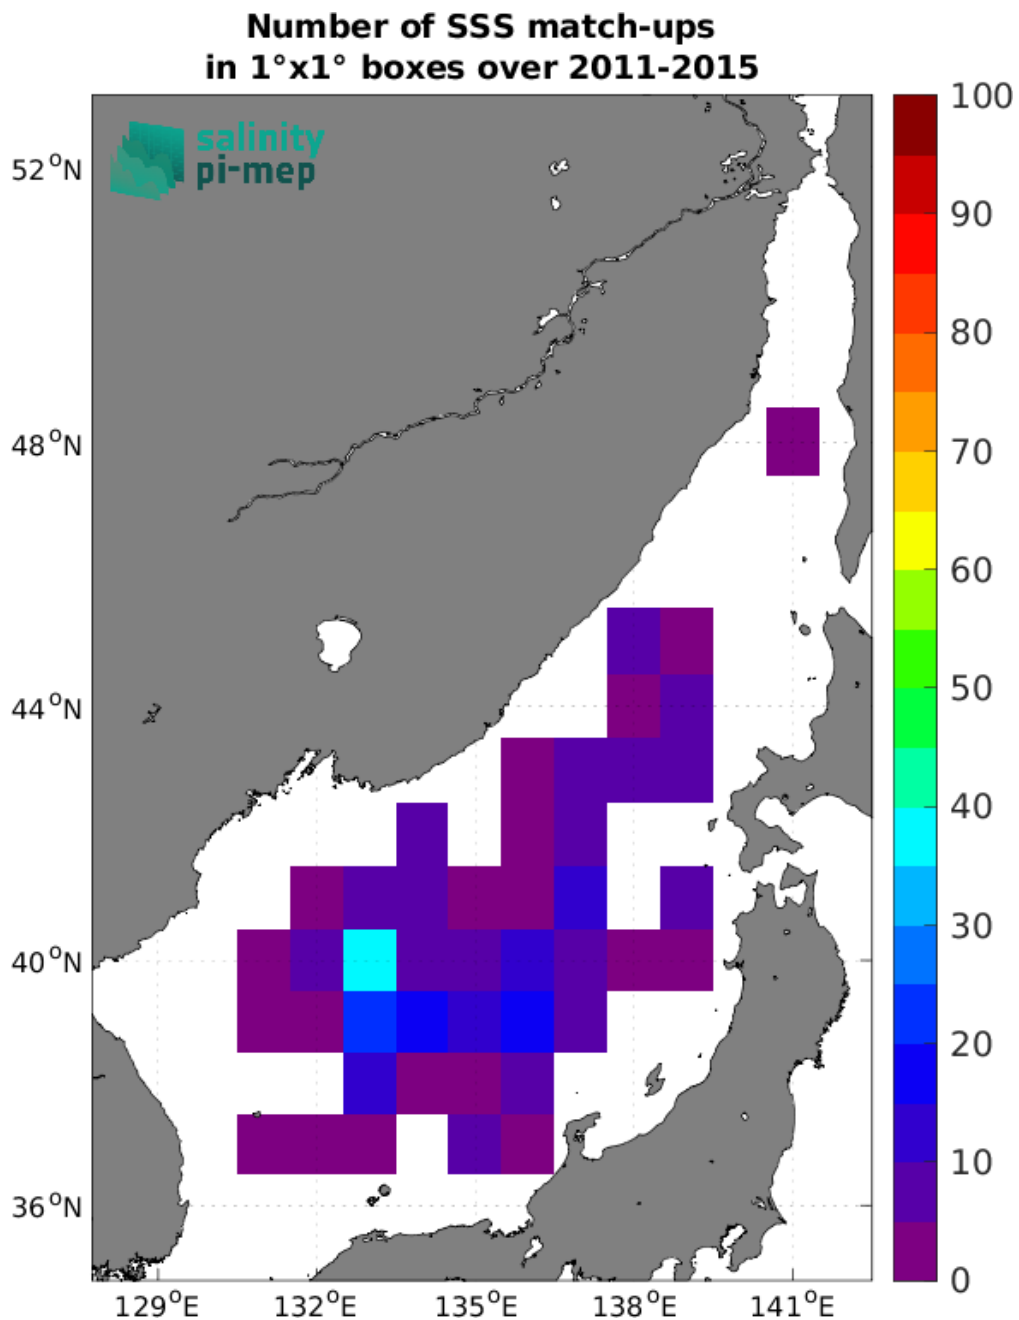 Number of SSS match-ups
in 1°x1° boxes over 2011-2015
salinity
pi-mep
52°N
48°N
44°N
40°N
36°N
129°E
132°E
135°E
138°E
141°E
100
90
80
70
60
50
40
30
20
10
0